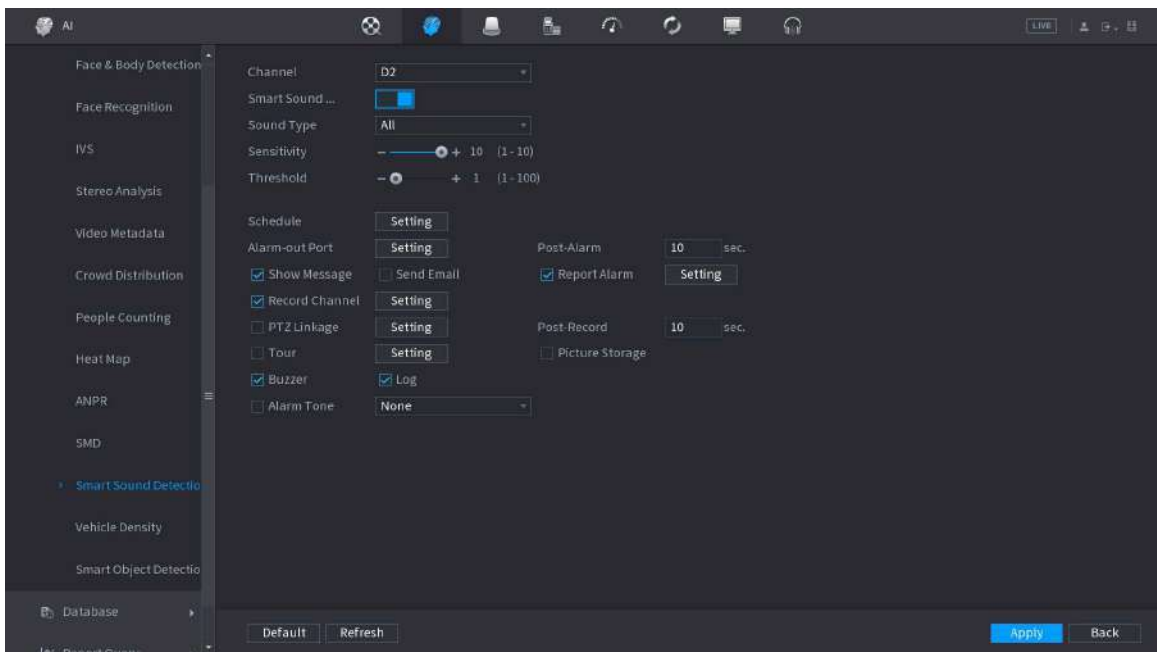 AI
LIVE
Face & Body Detection
Face Recognition
IVS
Stereo Analysis
Video Metadata
Crowd Distribution
People Counting
Heat Map
ANPR
SMD
Smart Sound Detectio
Vehicle Density
Smart Object Detectio
Database
Channel D2
Smart Sound ...
Sound Type All
Sensitivity - + 10 (1-10)
Threshold - + 1 (1-100)
Schedule Setting
Alarm-out Port Setting Post-Alarm 10 sec.
Show Message Send Email Report Alarm Setting
Record Channel Setting
PTZ Linkage Setting Post-Record 10 sec.
Tour Setting Picture Storage
Buzzer Log
Alarm Tone None
Default Refresh Apply Back